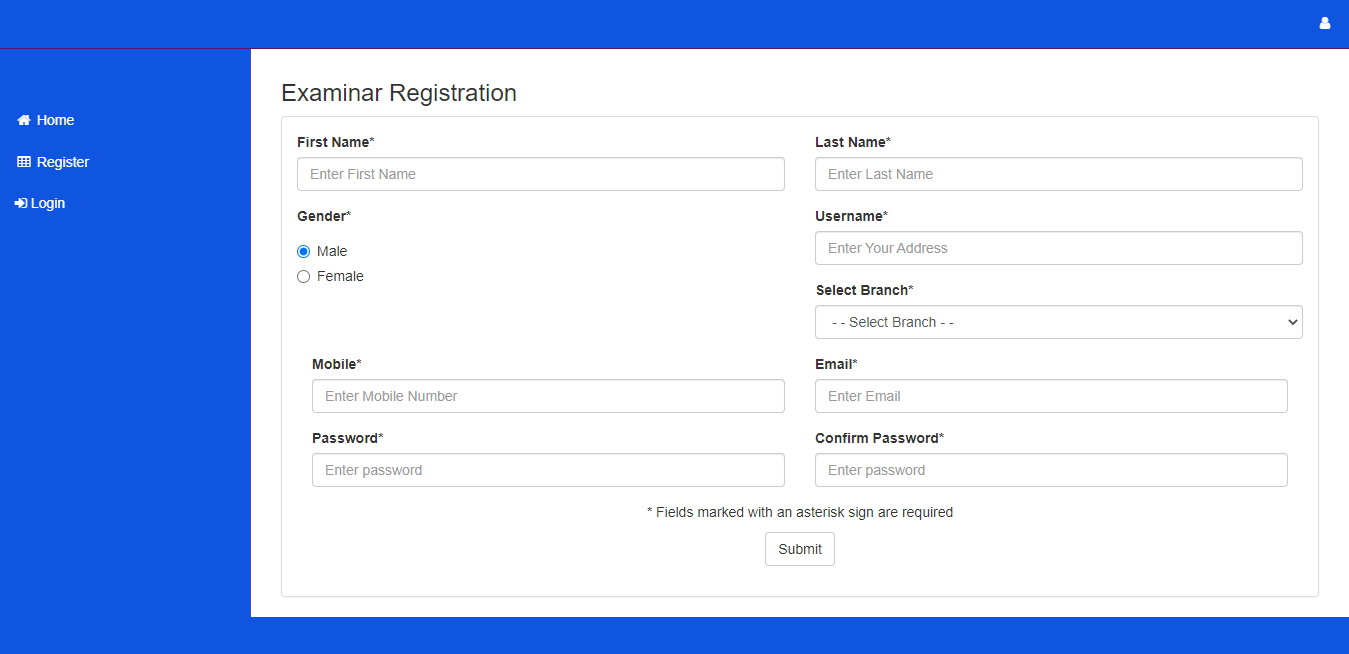 Home
Register
Login
Examinar Registration
First Name*
Last Name*
Enter First Name
Enter Last Name
Gender*
Username*
Male
Enter Your Address
Female
Select Branch*
- - Select Branch - -
Mobile*
Email*
Enter Mobile Number
Enter Email
Password*
Confirm Password*
Enter password
Enter password
* Fields marked with an asterisk sign are required
Submit